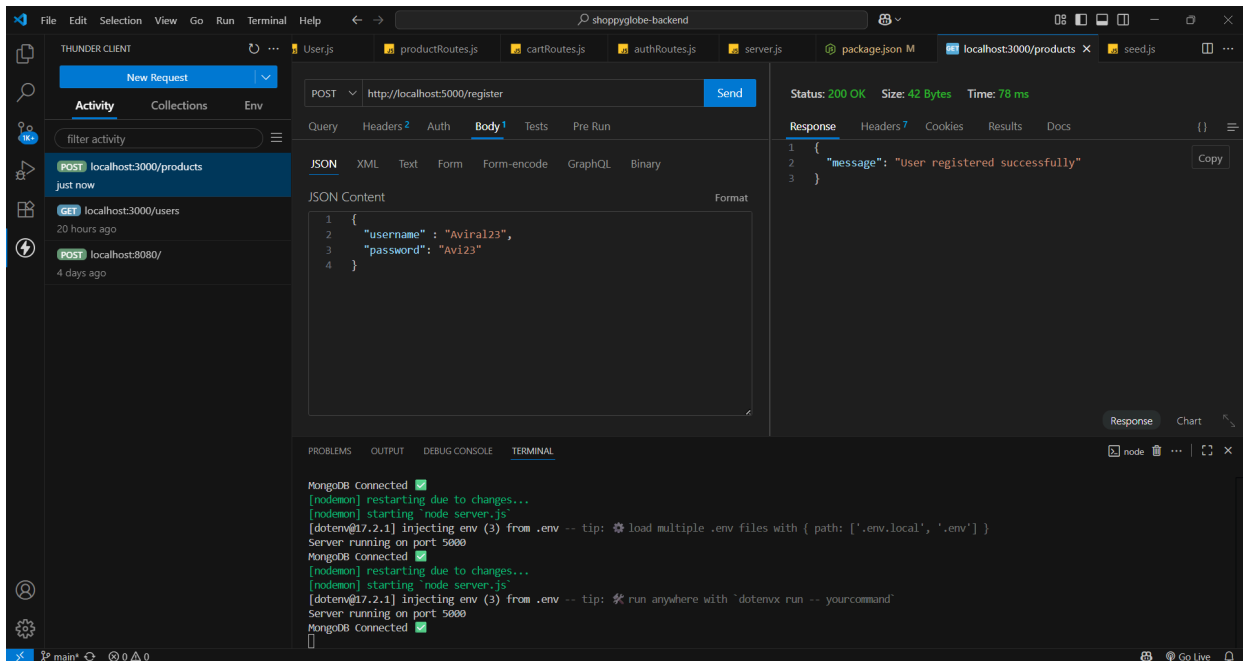 File Edit Selection View Go Run Terminal Help
shoppyglobe-backend
THUNDER CLIENT
User.js
productRoutes.js
cartRoutes.js
authRoutes.js
server.js
package.json M
GET localhost:3000/products
seed.js
New Request
Activity Collections Env
filter activity
1K+
POST localhost:3000/products
just now
GET localhost:3000/users
20 hours ago
POST localhost:8080/
4 days ago
POST http://localhost:5000/register Send
Query Headers 2 Auth Body 1 Tests Pre Run
JSON XML Text Form Form-encode GraphQL Binary
JSON Content Format
1 {
2 "username" : "Aviral23",
3 "password": "Avi23"
4 }
Status: 200 OK Size: 42 Bytes Time: 78 ms
Response Headers 7 Cookies Results Docs {}
1 {
2 "message": "User registered successfully"
3 }
Copy
Response Chart
PROBLEMS OUTPUT DEBUG CONSOLE TERMINAL
node
MongoDB Connected ✅
[nodemon] restarting due to changes...
[nodemon] starting `node server.js`
[dotenv@17.2.1] injecting env (3) from .env -- tip: ⚙️ load multiple .env files with { path: ['.env.local', '.env'] }
Server running on port 5000
MongoDB Connected ✅
[nodemon] restarting due to changes...
[nodemon] starting `node server.js`
[dotenv@17.2.1] injecting env (3) from .env -- tip: 🛠️ run anywhere with `dotenvx run -- yourcommand`
Server running on port 5000
MongoDB Connected ✅
main* 0 0
Go Live